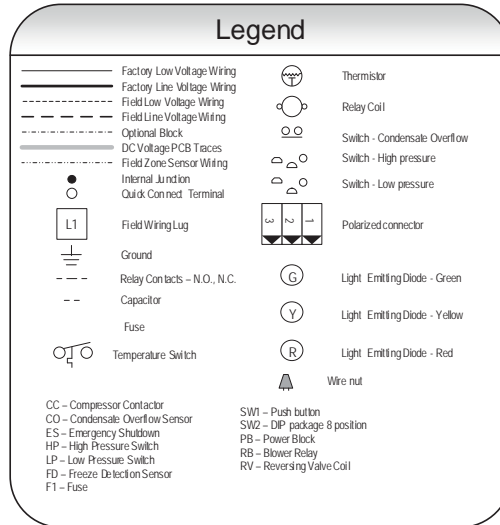 Legend
Factory Low Voltage Wiring
Factory Line Voltage Wiring
Field Low Voltage Wiring
Field Line Voltage Wiring
Optional Block
DC Voltage PCB Traces
Field Zone Sensor Wiring
Internal Junction
Quick Connect Terminal
L1 Field Wiring Lug
Ground
Relay Contacts – N.O., N.C.
Capacitor
Fuse
Temperature Switch
Thermistor
T
Relay Coil
Switch - Condensate Overflow
Switch - High pressure
Switch - Low pressure
3 2 1 Polarized connector
G Light Emitting Diode - Green
Y Light Emitting Diode - Yellow
R Light Emitting Diode - Red
Wire nut
CC – Compressor Contactor
CO – Condensate Overflow Sensor
ES – Emergency Shutdown
HP – High Pressure Switch
LP – Low Pressure Switch
FD – Freeze Detection Sensor
F1 – Fuse
SW1 – Push button
SW2 – DIP package 8 position
PB – Power Block
RB – Blower Relay
RV – Reversing Valve Coil